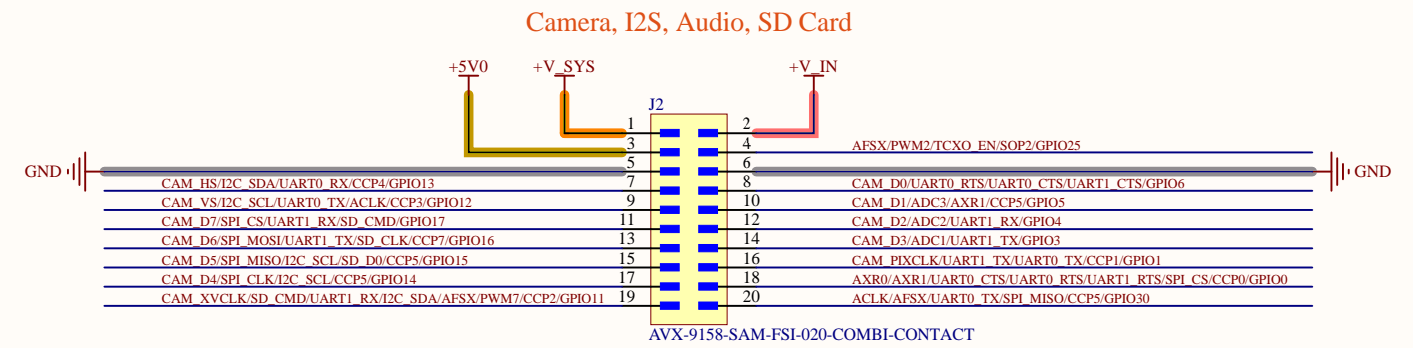 Camera, I2S, Audio, SD Card
+5V0 +V_SYS +V_IN
J2
1 2
3 4 AFSX/PWM2/TCXO_EN/SOP2/GPIO25
GND 5 6 GND
CAM_HS/I2C_SDA/UART0_RX/CCP4/GPIO13 7 8 CAM_D0/UART0_RTS/UART0_CTS/UART1_CTS/GPIO6
CAM_VS/I2C_SCL/UART0_TX/ACLK/CCP3/GPIO12 9 10 CAM_D1/ADC3/AXR1/CCP5/GPIO5
CAM_D7/SPI_CS/UART1_RX/SD_CMD/GPIO17 11 12 CAM_D2/ADC2/UART1_RX/GPIO4
CAM_D6/SPI_MOSI/UART1_TX/SD_CLK/CCP7/GPIO16 13 14 CAM_D3/ADC1/UART1_TX/GPIO3
CAM_D5/SPI_MISO/I2C_SCL/SD_D0/CCP5/GPIO15 15 16 CAM_PIXCLK/UART1_TX/UART0_TX/CCP1/GPIO1
CAM_D4/SPI_CLK/I2C_SCL/CCP5/GPIO14 17 18 AXR0/AXR1/UART0_CTS/UART0_RTS/UART1_RTS/SPI_CS/CCP0/GPIO0
CAM_XVCLK/SD_CMD/UART1_RX/I2C_SDA/AFSX/PWM7/CCP2/GPIO11 19 20 ACLK/AFSX/UART0_TX/SPI_MISO/CCP5/GPIO30
AVX-9158-SAM-FSI-020-COMBI-CONTACT